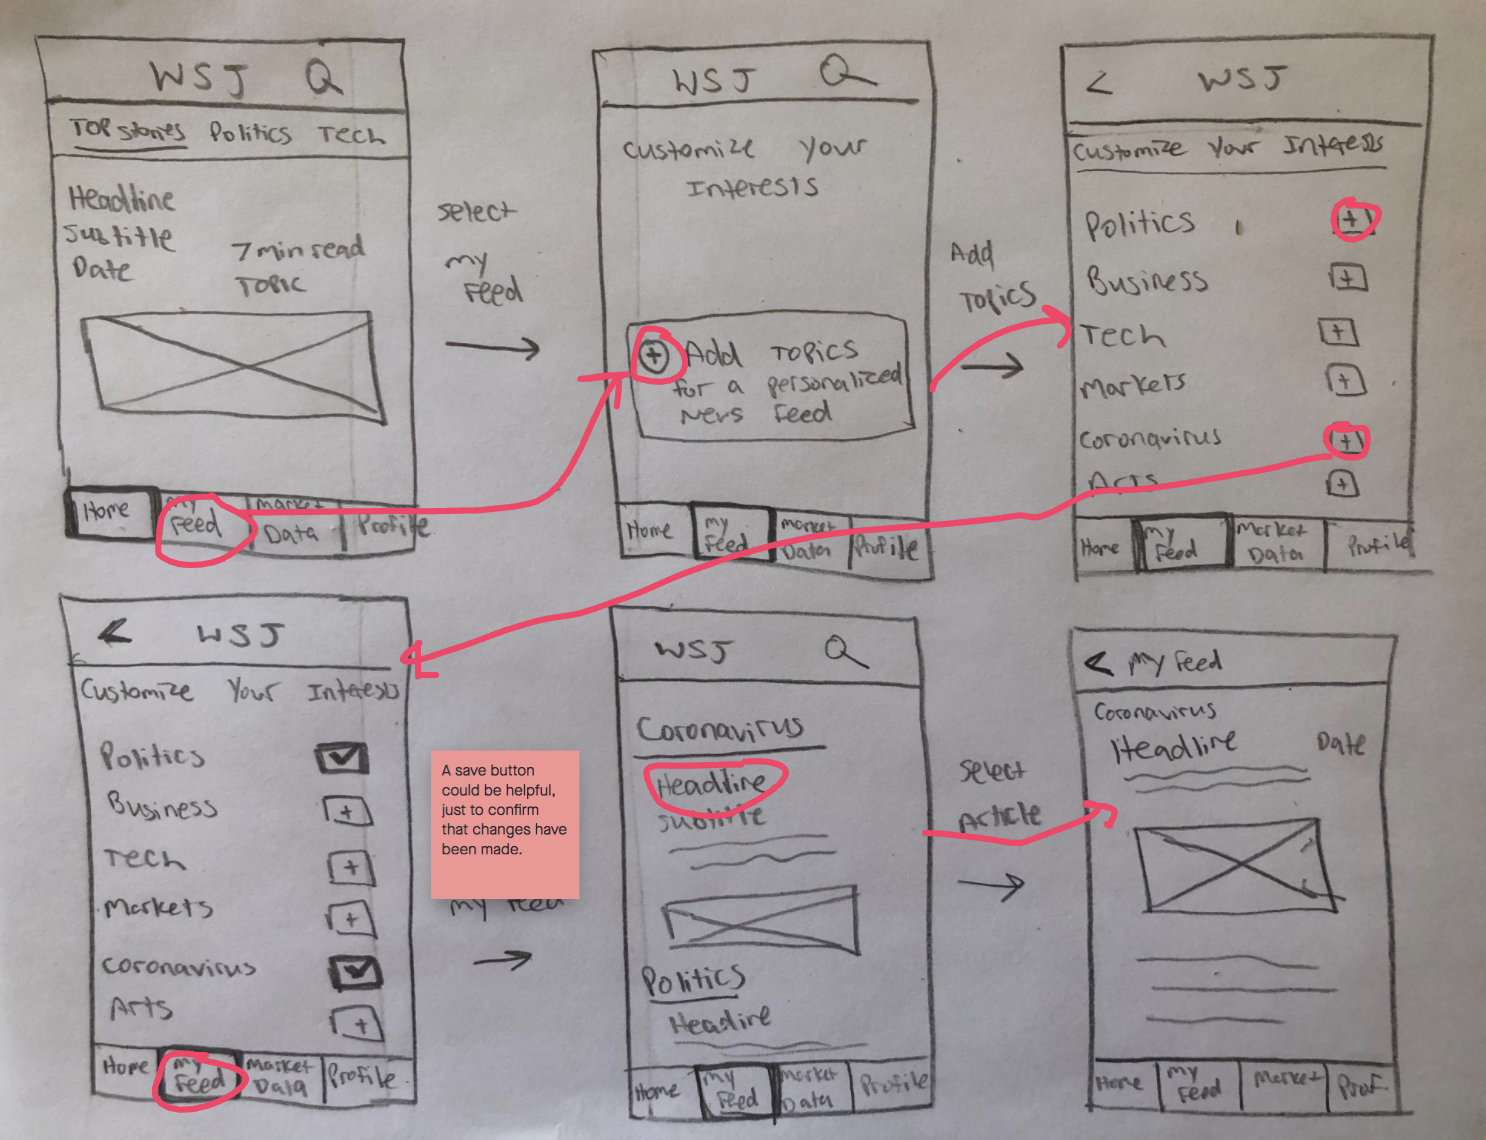 WSJ
TOP stories Politics Tech
Headline
Subtitle
Date
7 min read
TOPIC
Home
my Feed
market Data
Profile
select
my
Feed
WSJ
Customize Your
Interests
+ Add Topics
for a personalized
News Feed
Home
my Feed
market Data
Profile
Add
Topics
< WSJ
Customize Your Interests
Politics +
Business +
Tech +
Markets +
Coronavirus +
Arts +
Home
my Feed
Market Data
Profile
< WSJ
Customize Your Interests
Politics
Business +
Tech +
Markets +
Coronavirus
Arts +
Home
my Feed
Market Data
Profile
A save button
could be helpful,
just to confirm
that changes have
been made.
my Feed
WSJ
Coronavirus
Headline
Subtitle
Politics
Headline
Home
my Feed
Market Data
Profile
Select
Article
< My Feed
Coronavirus
Headline Date
Home
my Feed
Market
Prof.